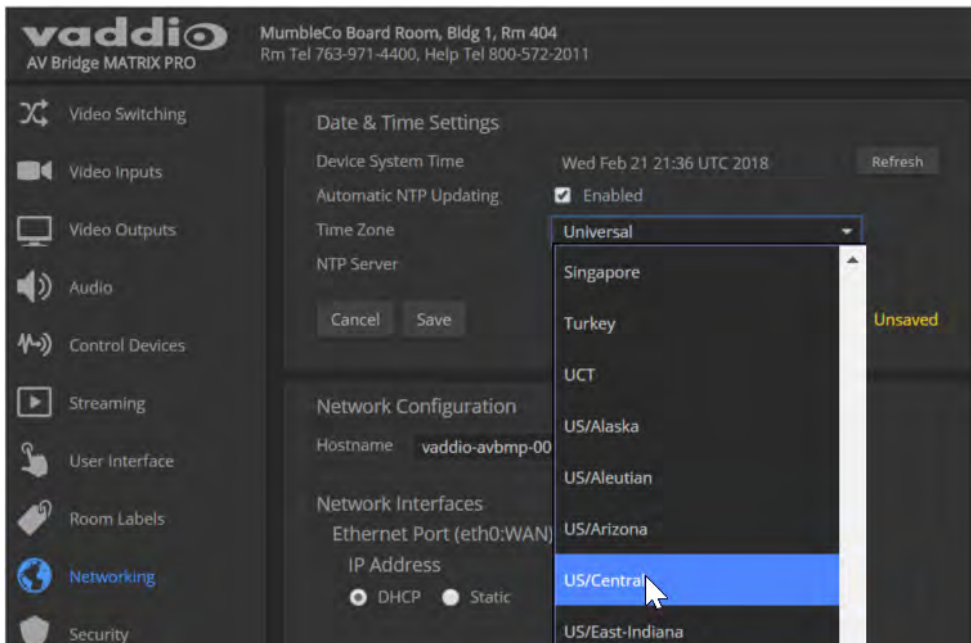 vaddio
AV Bridge MATRIX PRO
MumbleCo Board Room, Bldg 1, Rm 404
Rm Tel 763-971-4400, Help Tel 800-572-2011
Video Switching
Video Inputs
Video Outputs
Audio
Control Devices
Streaming
User Interface
Room Labels
Networking
Security
Date & Time Settings
Device System Time Wed Feb 21 21:36 UTC 2018 Refresh
Automatic NTP Updating Enabled
Time Zone Universal
NTP Server
Singapore
Turkey
UCT
US/Alaska
US/Aleutian
US/Arizona
US/Central
US/East-Indiana
Cancel Save Unsaved
Network Configuration
Hostname vaddio-avbmp-00
Network Interfaces
Ethernet Port (eth0:WAN)
IP Address
DHCP Static